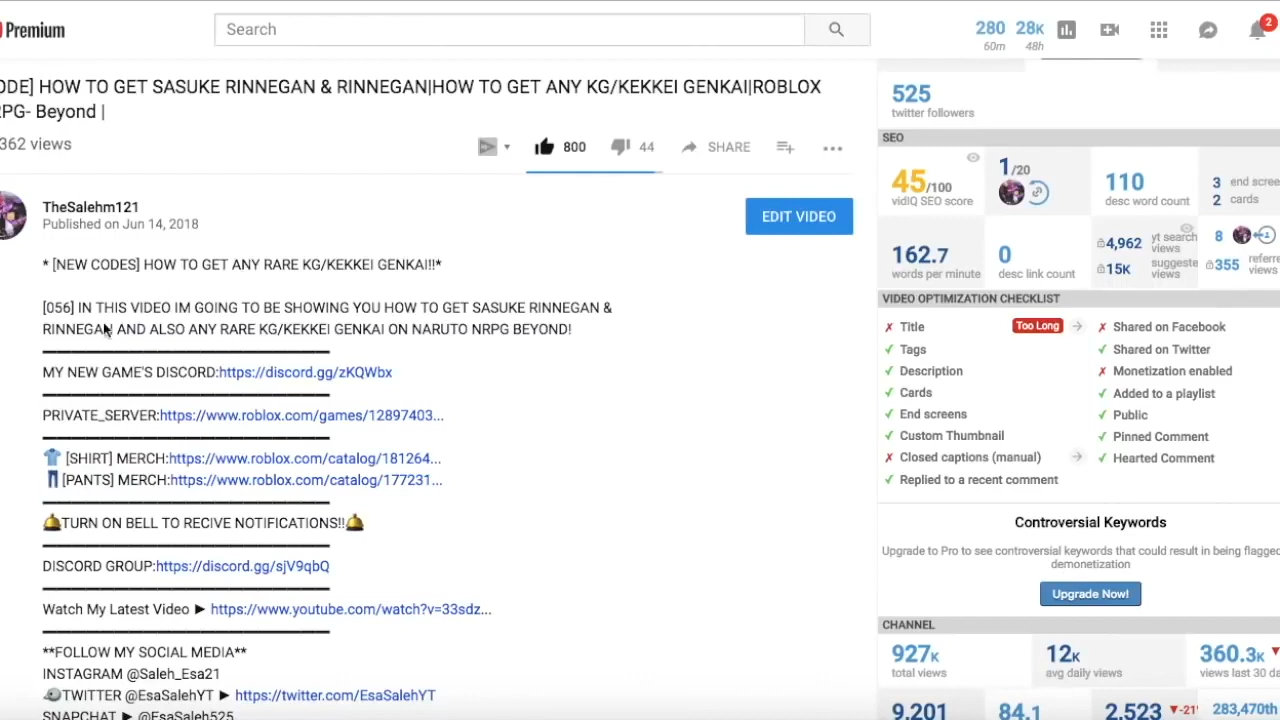 Premium
Search
280 28K
60m 48h
2
ODE] HOW TO GET SASUKE RINNEGAN & RINNEGAN|HOW TO GET ANY KG/KEKKEI GENKAI|ROBLOX
RPG- Beyond |
362 views
800
44
SHARE
TheSalehm121
Published on Jun 14, 2018
EDIT VIDEO
* [NEW CODES] HOW TO GET ANY RARE KG/KEKKEI GENKAI!!*
[056] IN THIS VIDEO IM GOING TO BE SHOWING YOU HOW TO GET SASUKE RINNEGAN &
RINNEGAN AND ALSO ANY RARE KG/KEKKEI GENKAI ON NARUTO NRPG BEYOND!
MY NEW GAME'S DISCORD:https://discord.gg/zKQWbx
PRIVATE_SERVER:https://www.roblox.com/games/12897403...
[SHIRT] MERCH:https://www.roblox.com/catalog/181264...
[PANTS] MERCH:https://www.roblox.com/catalog/177231...
TURN ON BELL TO RECIVE NOTIFICATIONS!!
DISCORD GROUP:https://discord.gg/sjV9qbQ
Watch My Latest Video ► https://www.youtube.com/watch?v=33sdz...
**FOLLOW MY SOCIAL MEDIA**
INSTAGRAM @Saleh_Esa21
TWITTER @EsaSalehYT ► https://twitter.com/EsaSalehYT
SNAPCHAT ► @EsaSaleh525
525
twitter followers
SEO
45/100
vidIQ SEO score
1/20
110
desc word count
3 end scree
2 cards
162.7
words per minute
0
desc link count
4,962 yt search
views
15K suggeste
views
8
355 referre
views
VIDEO OPTIMIZATION CHECKLIST
✗ Title Too Long
✓ Tags
✓ Description
✓ Cards
✓ End screens
✓ Custom Thumbnail
✗ Closed captions (manual)
✓ Replied to a recent comment
✗ Shared on Facebook
✓ Shared on Twitter
✗ Monetization enabled
✓ Added to a playlist
✓ Public
✓ Pinned Comment
✓ Hearted Comment
Controversial Keywords
Upgrade to Pro to see controversial keywords that could result in being flagged
demonetization
Upgrade Now!
CHANNEL
927K
total views
12K
avg daily views
360.3K ▼
views last 30 da
9,201
84.1
2,523 ▼-21
283,470th